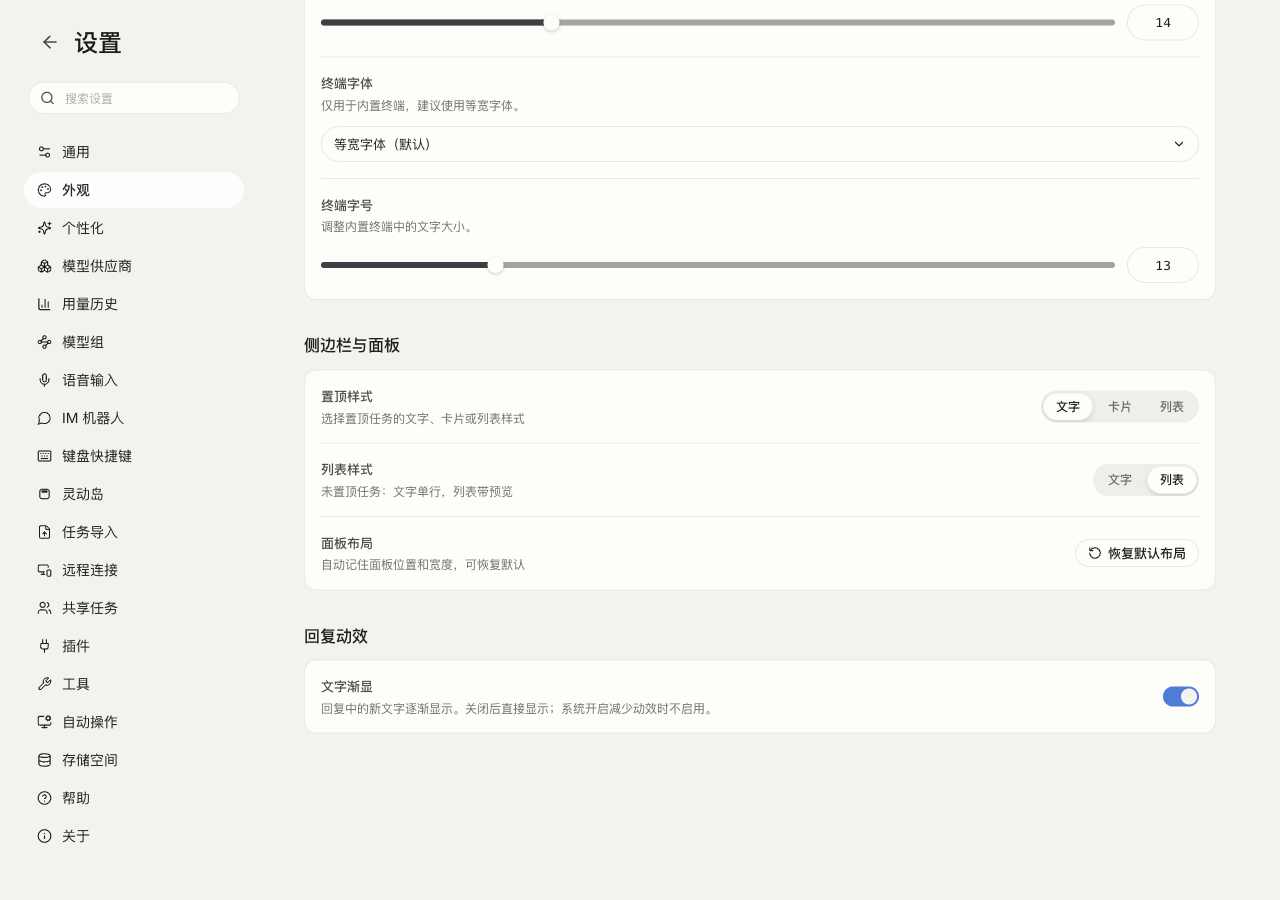 设置
搜索设置
通用
外观
个性化
模型供应商
用量历史
模型组
语音输入
IM 机器人
键盘快捷键
灵动岛
任务导入
远程连接
共享任务
插件
工具
自动操作
存储空间
帮助
关于
14
终端字体
仅用于内置终端，建议使用等宽字体。
等宽字体（默认）
终端字号
调整内置终端中的文字大小。
13
侧边栏与面板
置顶样式
选择置顶任务的文字、卡片或列表样式
文字 卡片 列表
列表样式
未置顶任务：文字单行，列表带预览
文字 列表
面板布局
自动记住面板位置和宽度，可恢复默认
恢复默认布局
回复动效
文字渐显
回复中的新文字逐渐显示。关闭后直接显示；系统开启减少动效时不启用。